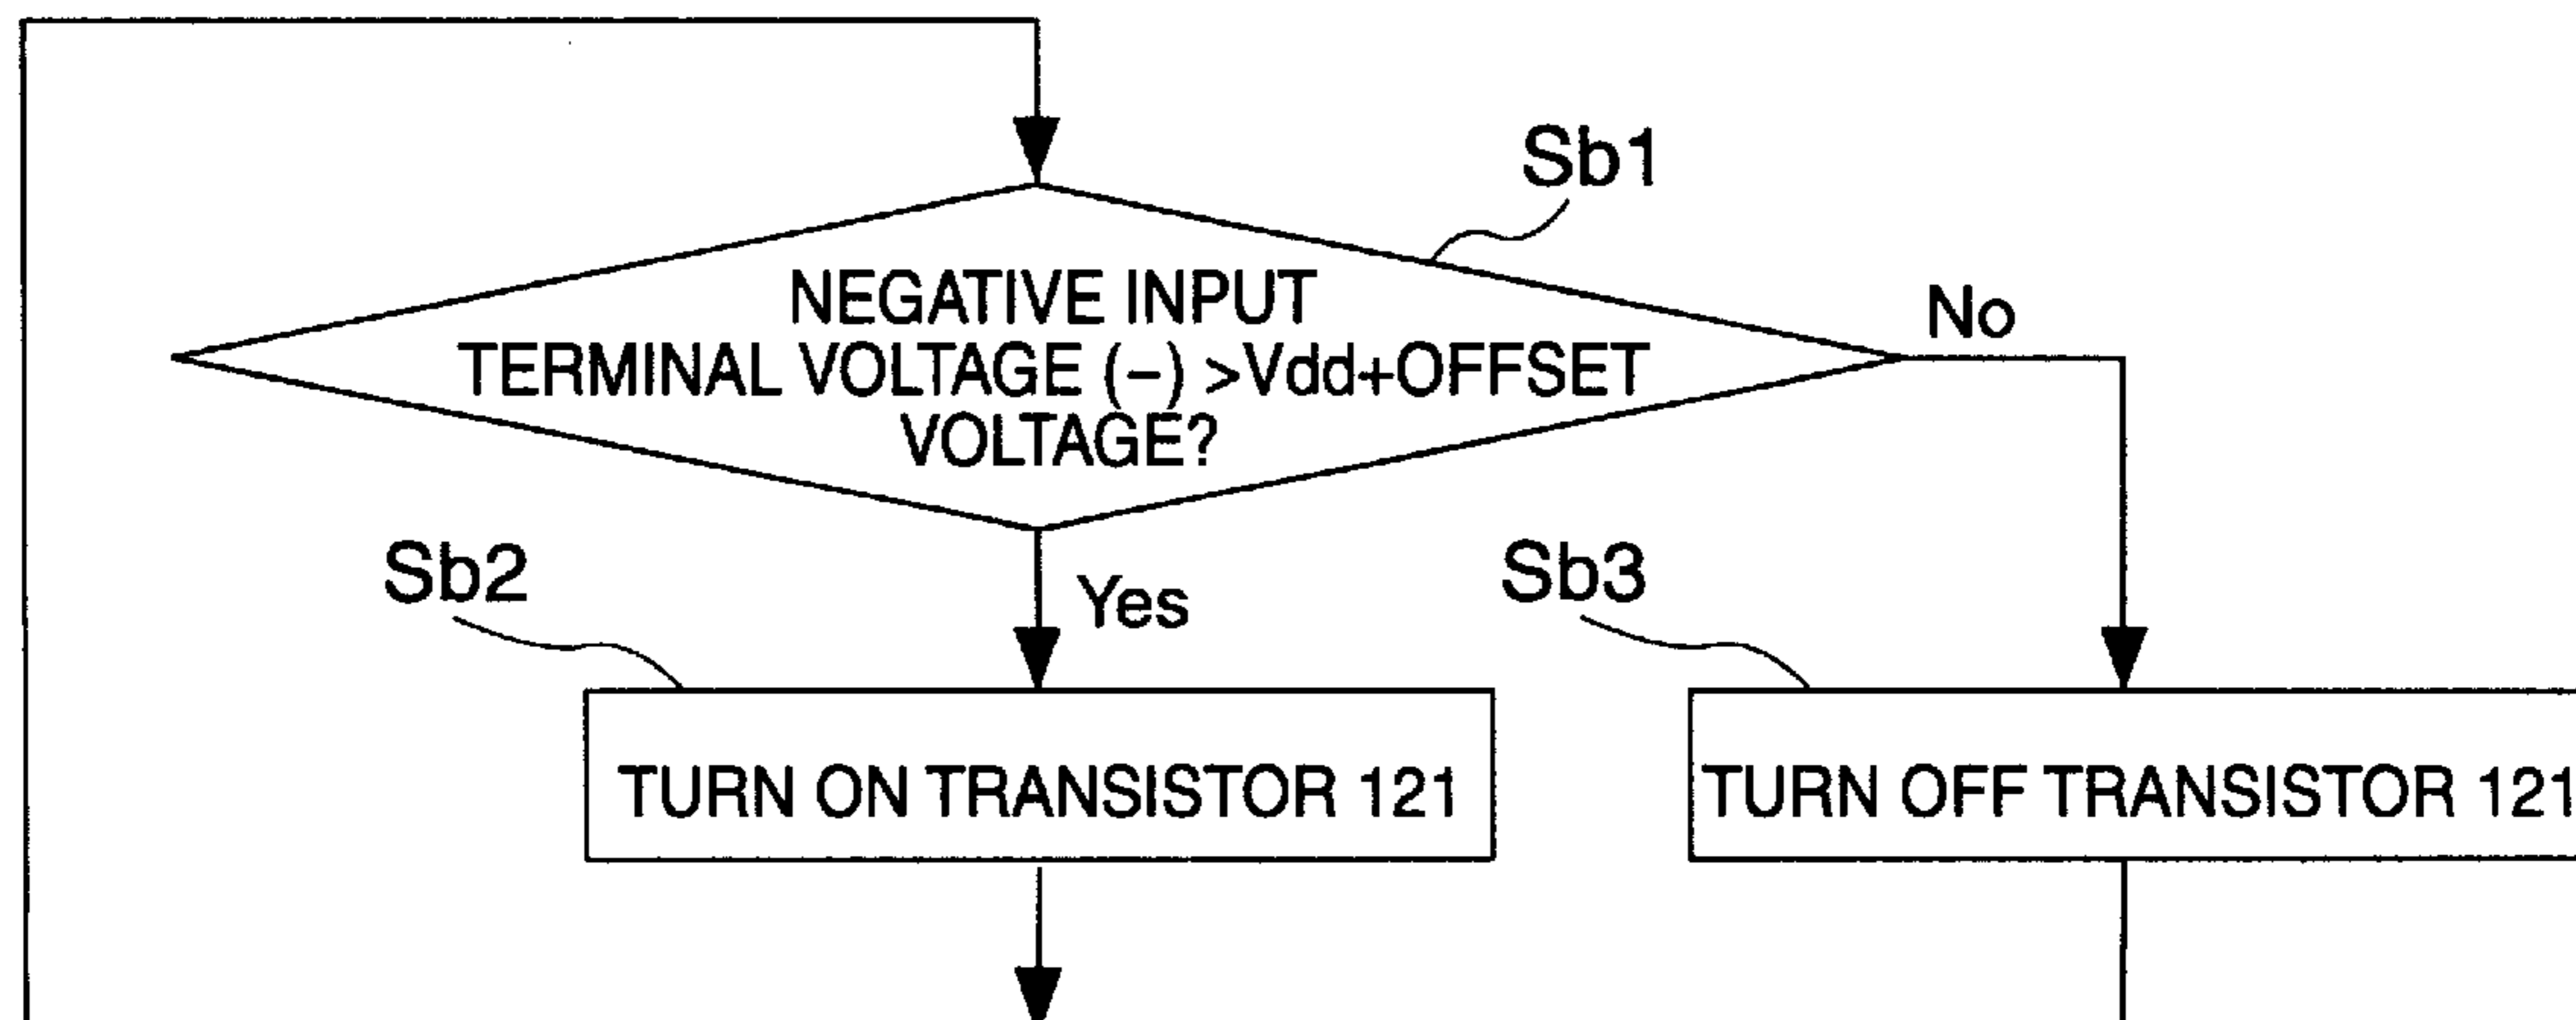 Sb1
NEGATIVE INPUT
TERMINAL VOLTAGE (−) >Vdd+OFFSET
VOLTAGE?
No
Sb2
Yes
Sb3
TURN ON TRANSISTOR 121
TURN OFF TRANSISTOR 121